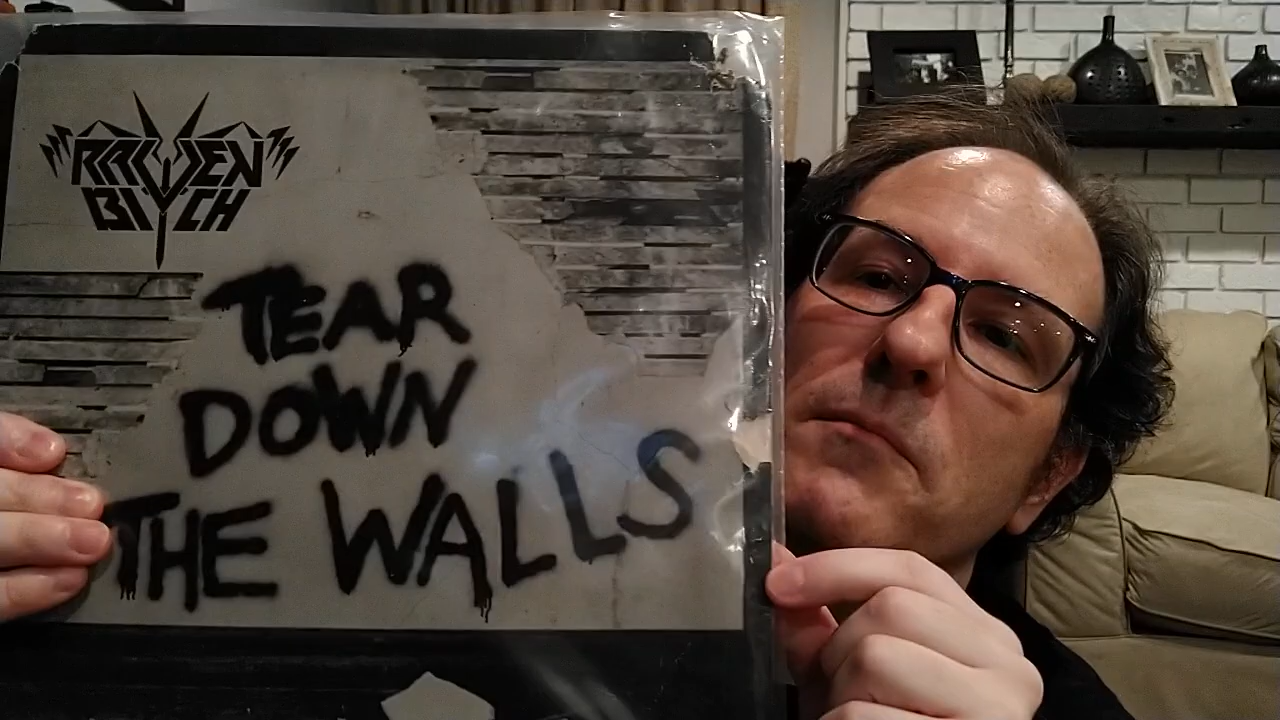 RAVEN
BITCH
TEAR
DOWN
THE WALLS